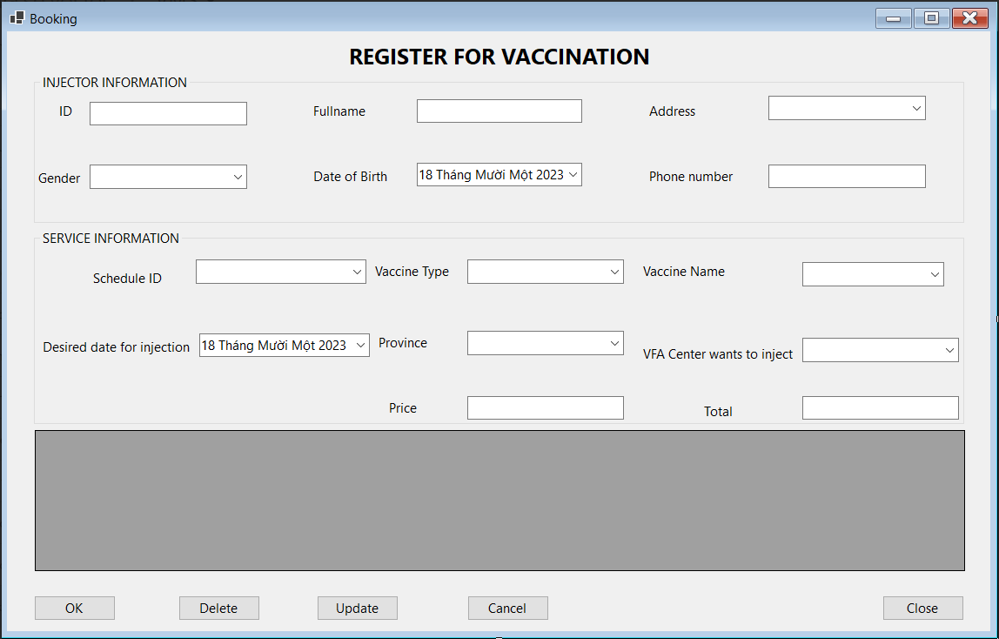 Booking
REGISTER FOR VACCINATION
INJECTOR INFORMATION
ID
Fullname
Address
Gender
Date of Birth
18 Tháng Mười Một 2023
Phone number
SERVICE INFORMATION
Schedule ID
Vaccine Type
Vaccine Name
Desired date for injection
18 Tháng Mười Một 2023
Province
VFA Center wants to inject
Price
Total
OK
Delete
Update
Cancel
Close